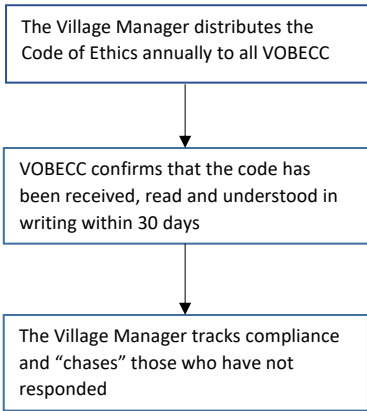 The Village Manager distributes the
Code of Ethics annually to all VOBECC
VOBECC confirms that the code has
been received, read and understood in
writing within 30 days
The Village Manager tracks compliance
and “chases” those who have not
responded